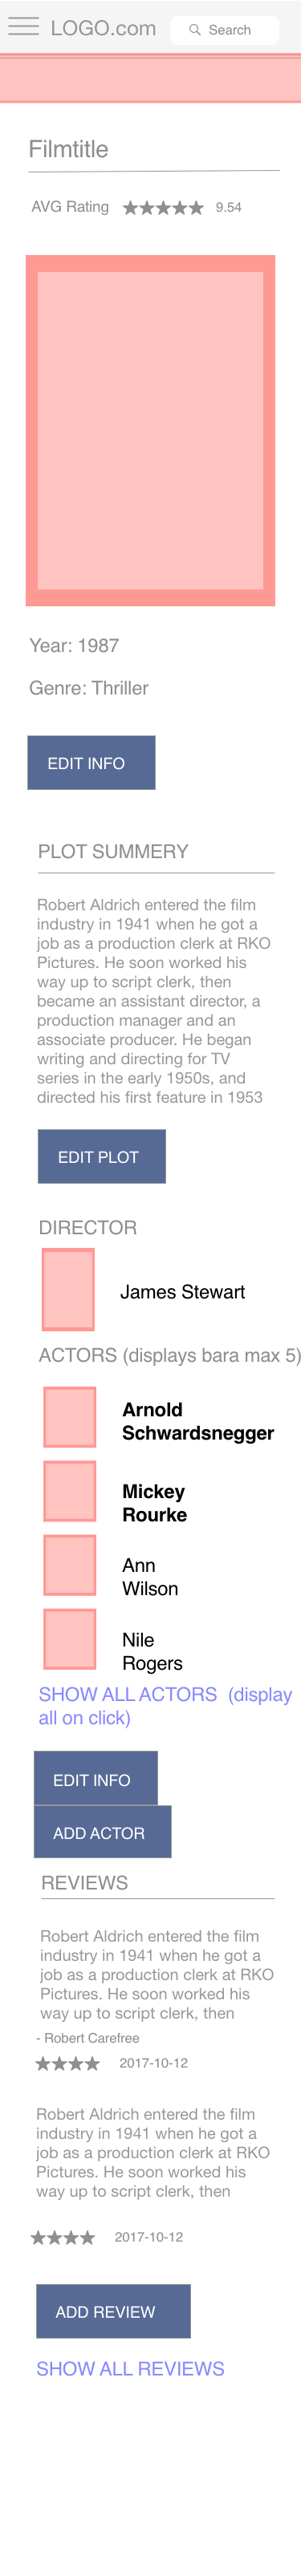 LOGO.com
Search
Filmtitle
AVG Rating ★★★★★ 9.54
Year: 1987
Genre: Thriller
EDIT INFO
PLOT SUMMERY
Robert Aldrich entered the film
industry in 1941 when he got a
job as a production clerk at RKO
Pictures. He soon worked his
way up to script clerk, then
became an assistant director, a
production manager and an
associate producer. He began
writing and directing for TV
series in the early 1950s, and
directed his first feature in 1953
EDIT PLOT
DIRECTOR
James Stewart
ACTORS (displays bara max 5)
Arnold
Schwardsnegger
Mickey
Rourke
Ann
Wilson
Nile
Rogers
SHOW ALL ACTORS (display
all on click)
EDIT INFO
ADD ACTOR
REVIEWS
Robert Aldrich entered the film
industry in 1941 when he got a
job as a production clerk at RKO
Pictures. He soon worked his
way up to script clerk, then
- Robert Carefree
★★★★ 2017-10-12
Robert Aldrich entered the film
industry in 1941 when he got a
job as a production clerk at RKO
Pictures. He soon worked his
way up to script clerk, then
★★★★ 2017-10-12
ADD REVIEW
SHOW ALL REVIEWS